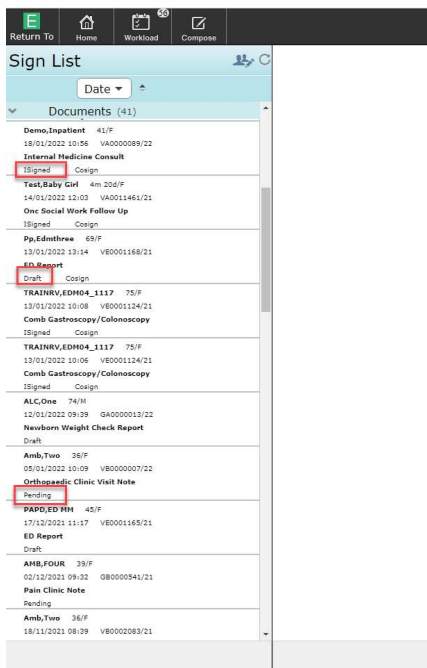 56
E
Return To Home Workload Compose
Sign List
Date
Documents (41)
Demo,Inpatient 41/F
18/01/2022 10:56 VA0000089/22
Internal Medicine Consult
ISigned Cosign
Test,Baby Girl 4m 20d/F
14/01/2022 12:03 VA0011461/21
Onc Social Work Follow Up
ISigned Cosign
Pp,Edmthree 69/F
13/01/2022 13:14 VE0001168/21
ED Report
Draft Cosign
TRAINRV,EDM04_1117 75/F
13/01/2022 10:08 VE0001124/21
Comb Gastroscopy/Colonoscopy
ISigned Cosign
TRAINRV,EDM04_1117 75/F
13/01/2022 10:06 VE0001124/21
Comb Gastroscopy/Colonoscopy
ISigned Cosign
ALC,One 74/M
12/01/2022 09:39 GA0000013/22
Newborn Weight Check Report
Draft
Amb,Two 36/F
05/01/2022 10:09 VB0000007/22
Orthopaedic Clinic Visit Note
Pending
PAPD,ED MM 45/F
17/12/2021 11:17 VE0001165/21
ED Report
Draft
AMB,FOUR 39/F
02/12/2021 09:32 GB0000541/21
Pain Clinic Note
Pending
Amb,Two 36/F
18/11/2021 08:39 VB0002083/21